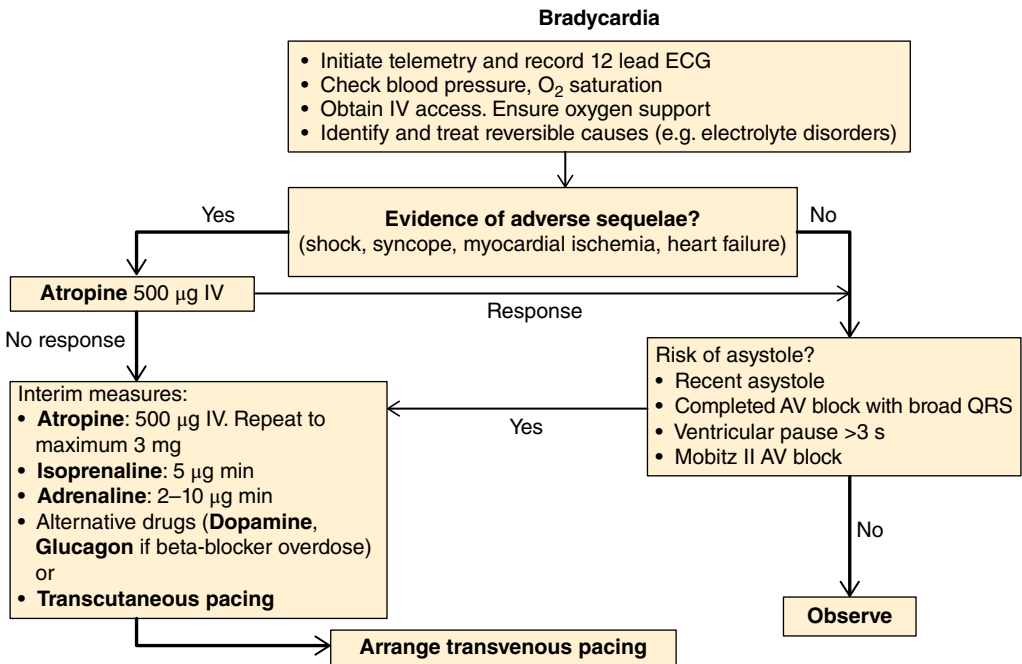 Bradycardia
• Initiate telemetry and record 12 lead ECG
• Check blood pressure, O₂ saturation
• Obtain IV access. Ensure oxygen support
• Identify and treat reversible causes (e.g. electrolyte disorders)
Yes
Evidence of adverse sequelae?
(shock, syncope, myocardial ischemia, heart failure)
No
Atropine 500 μg IV
Response
No response
Risk of asystole?
• Recent asystole
• Completed AV block with broad QRS
• Ventricular pause >3 s
• Mobitz II AV block
Interim measures:
• Atropine: 500 μg IV. Repeat to
maximum 3 mg
• Isoprenaline: 5 μg min
• Adrenaline: 2–10 μg min
• Alternative drugs (Dopamine,
Glucagon if beta-blocker overdose)
or
• Transcutaneous pacing
Yes
No
Observe
Arrange transvenous pacing